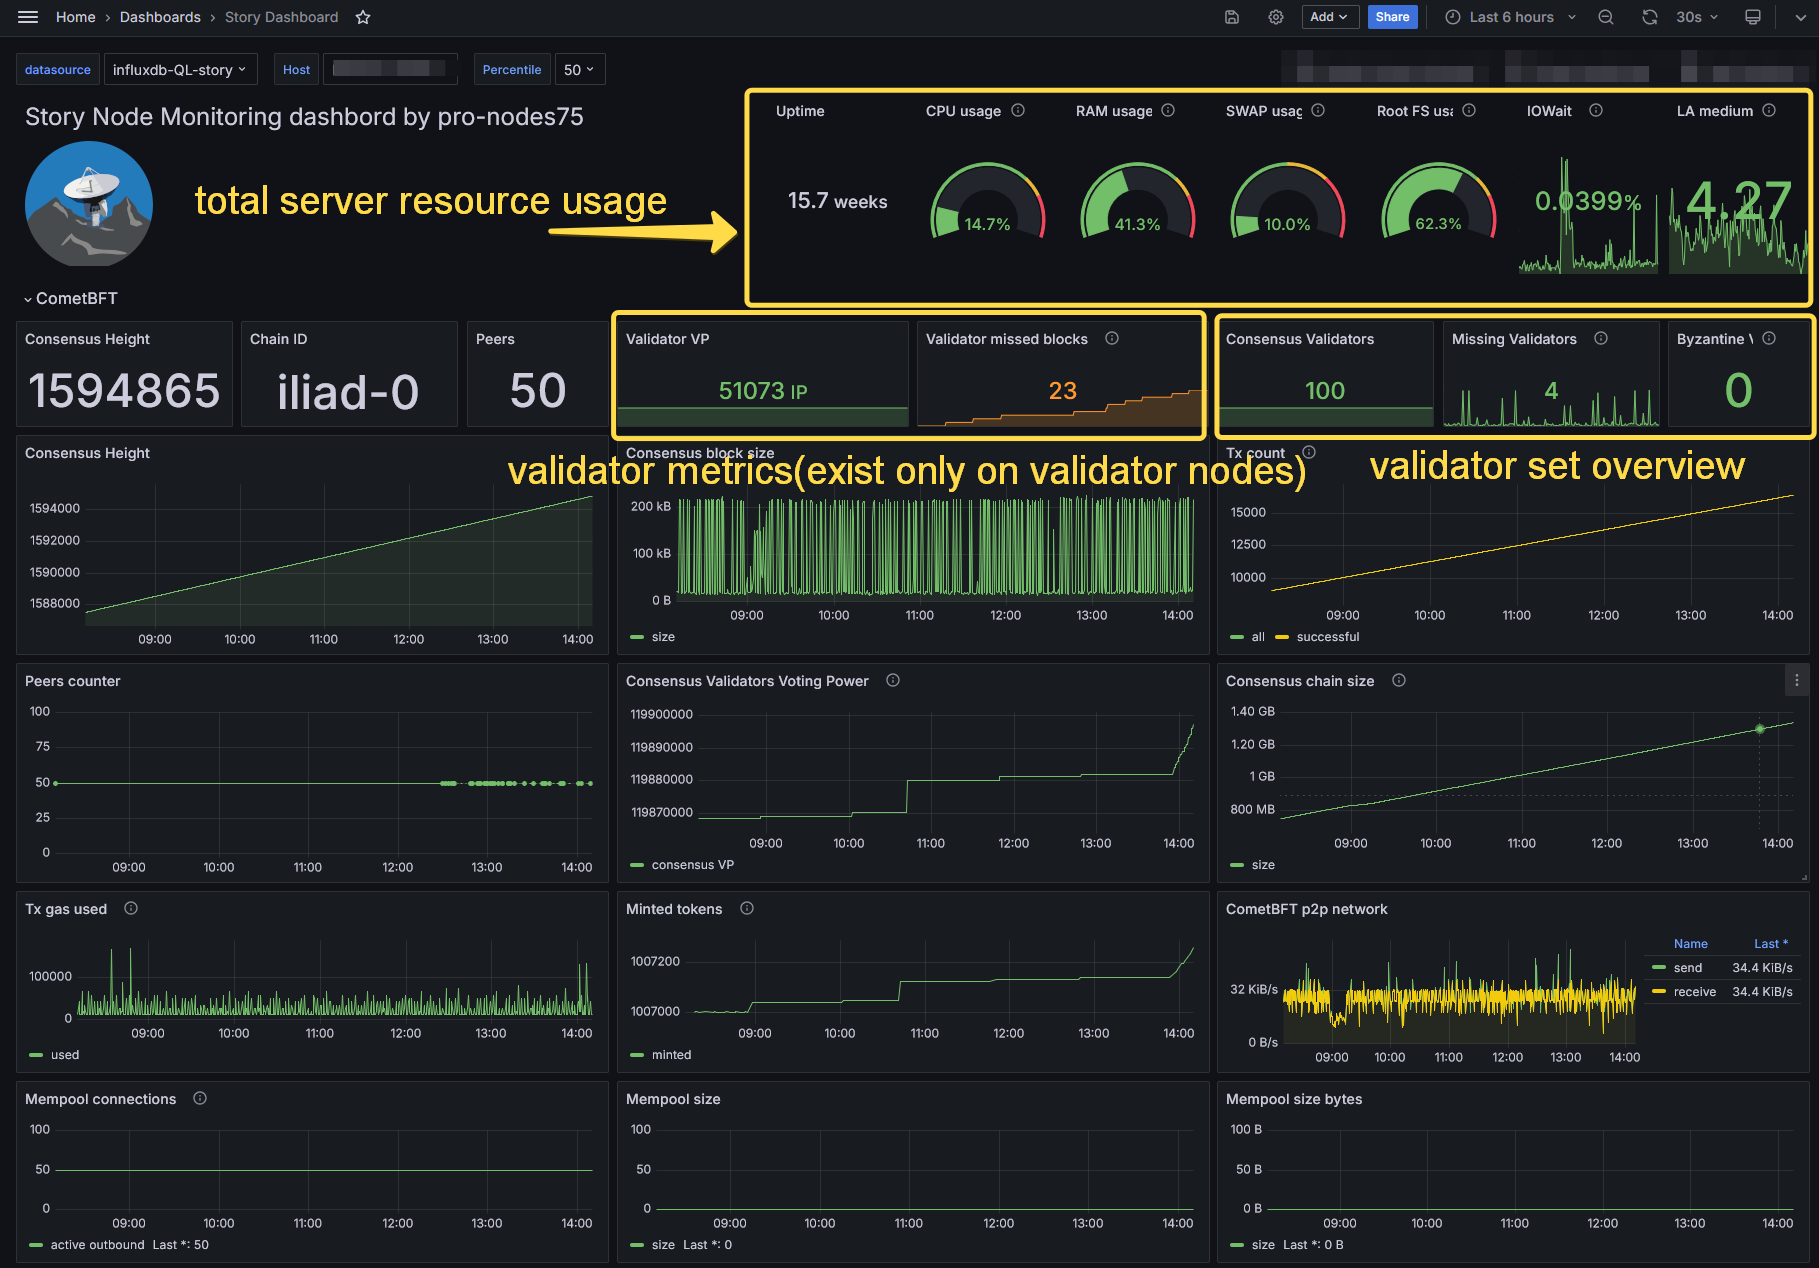 Home › Dashboards › Story Dashboard
Add
Share
Last 6 hours
30s
datasource
influxdb-QL-story
Host
Percentile
50
Story Node Monitoring dashbord by pro-nodes75
total server resource usage
Uptime
15.7 weeks
CPU usage
14.7%
RAM usage
41.3%
SWAP usag
10.0%
Root FS usa
62.3%
IOWait
0.0399%
LA medium
4.27
CometBFT
Consensus Height
1594865
Chain ID
iliad-0
Peers
50
Validator VP
51073 IP
Validator missed blocks
23
Consensus Validators
100
Missing Validators
4
Byzantine V
0
validator metrics(exist only on validator nodes)
validator set overview
Consensus Height
1594000
1592000
1590000
1588000
09:00 10:00 11:00 12:00 13:00 14:00
Consensus block size
200 kB
100 kB
0 B
09:00 10:00 11:00 12:00 13:00 14:00
size
Tx count
15000
12500
10000
09:00 10:00 11:00 12:00 13:00 14:00
all successful
Peers counter
100
75
50
25
0
09:00 10:00 11:00 12:00 13:00 14:00
Consensus Validators Voting Power
119900000
119890000
119880000
119870000
09:00 10:00 11:00 12:00 13:00 14:00
consensus VP
Consensus chain size
1.40 GB
1.20 GB
1 GB
800 MB
09:00 10:00 11:00 12:00 13:00 14:00
size
Tx gas used
100000
0
09:00 10:00 11:00 12:00 13:00 14:00
used
Minted tokens
1007200
1007000
09:00 10:00 11:00 12:00 13:00 14:00
minted
CometBFT p2p network
32 KiB/s
0 B/s
09:00 10:00 11:00 12:00 13:00 14:00
Name Last *
send 34.4 KiB/s
receive 34.4 KiB/s
Mempool connections
100
50
0
09:00 10:00 11:00 12:00 13:00 14:00
active outbound Last *: 50
Mempool size
100
50
0
09:00 10:00 11:00 12:00 13:00 14:00
size Last *: 0
Mempool size bytes
100 B
50 B
0 B
09:00 10:00 11:00 12:00 13:00 14:00
size Last *: 0 B